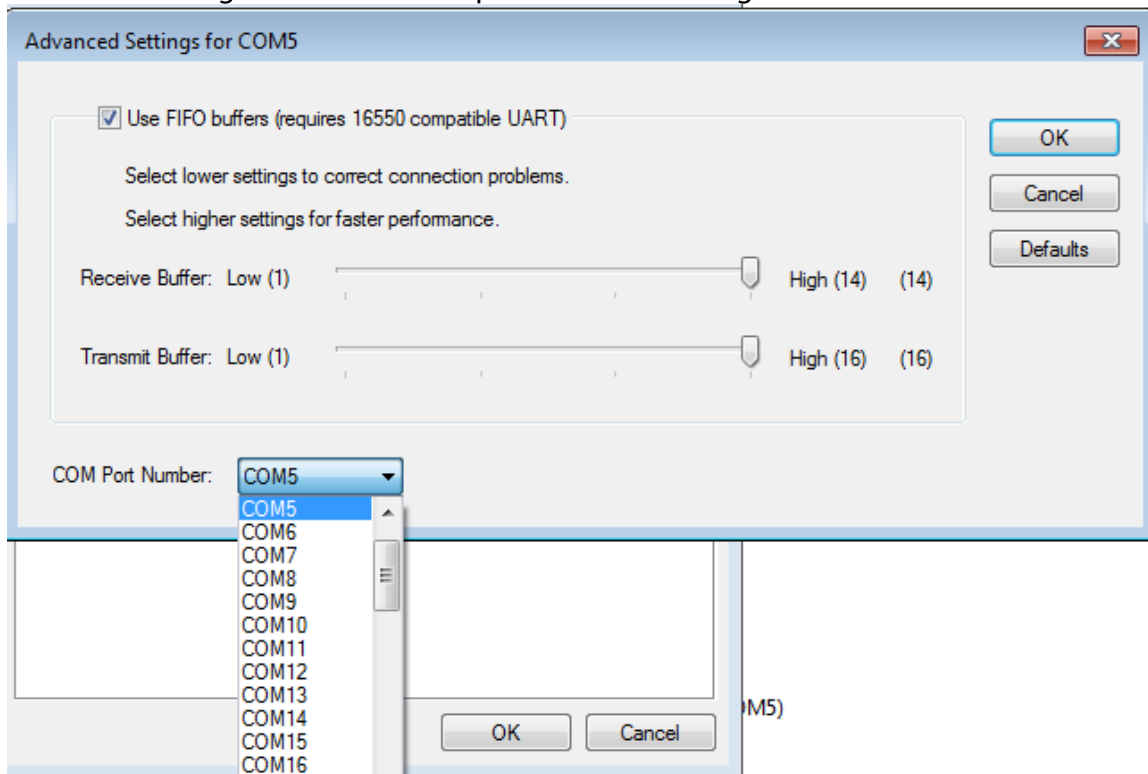 Advanced Settings for COM5
Use FIFO buffers (requires 16550 compatible UART)
OK
Select lower settings to correct connection problems.
Cancel
Select higher settings for faster performance.
Defaults
Receive Buffer: Low (1) High (14) (14)
Transmit Buffer: Low (1) High (16) (16)
COM Port Number: COM5
COM5
COM6
COM7
COM8
COM9
COM10
COM11
COM12
COM13
COM14
COM15
COM16
OM5)
OK Cancel